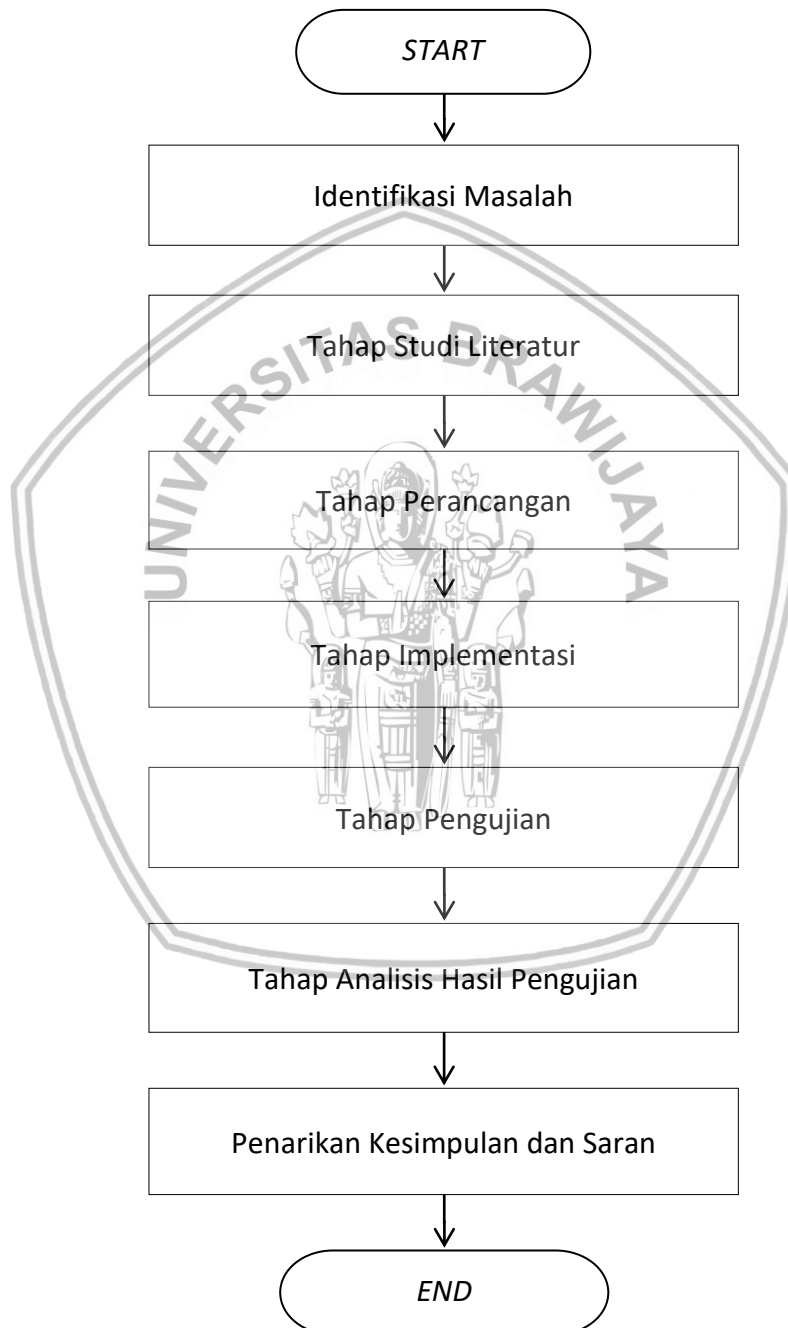 START
Identifikasi Masalah
Tahap Studi Literatur
UNIVERSITAS BRAWIJAYA
Tahap Perancangan
Tahap Implementasi
Tahap Pengujian
Tahap Analisis Hasil Pengujian
Penarikan Kesimpulan dan Saran
END